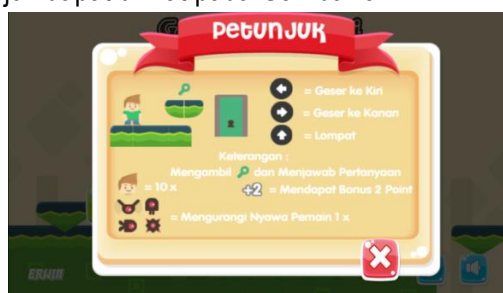 PETUNJUK
= Geser ke Kiri
= Geser ke Kanan
= Lompat
Keterangan :
Mengambil dan Menjawab Pertanyaan
= 10 x
+2 = Mendapat Bonus 2 Point
= Mengurangi Nyawa Pemain 1 x
ERWIN